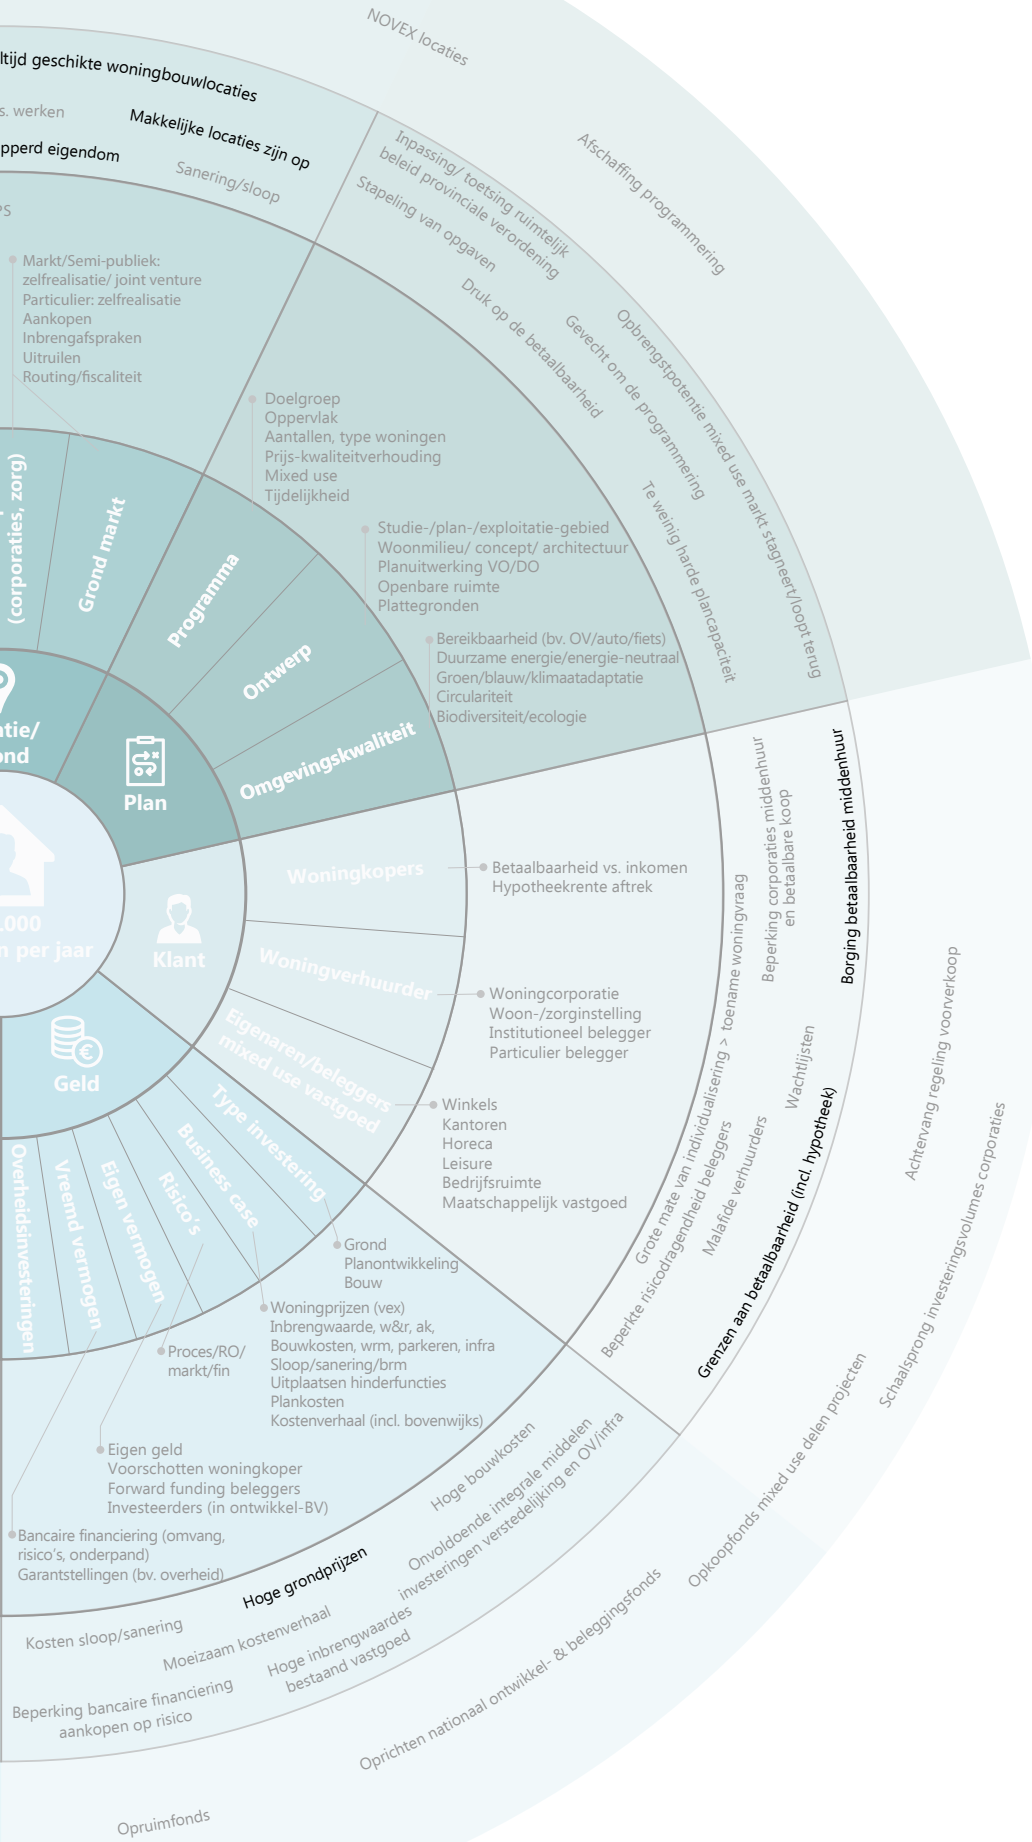 NOVEX locaties
ltijd geschikte woningbouwlocaties
s. werken
Makkelijke locaties zijn op
pperd eigendom
Sanering/sloop
PS
Afschaffing programmering
Inpassing/ toetsing ruimtelijk
beleid provinciale verordening
Stapeling van opgaven
Druk op de betaalbaarheid
Gevecht om de programmering
Opbrengstpotentie mixed use markt stagneert/loopt terug
Te weinig harde plancapaciteit
Markt/Semi-publiek:
zelfrealisatie/ joint venture
Particulier: zelfrealisatie
Aankopen
Inbrengafspraken
Uitruilen
Routing/fiscaliteit
(corporaties, zorg)
Grond markt
Doelgroep
Oppervlak
Aantallen, type woningen
Prijs-kwaliteitverhouding
Mixed use
Tijdelijkheid
Programma
Studie-/plan-/exploitatie-gebied
Woonmilieu/ concept/ architectuur
Planuitwerking VO/DO
Openbare ruimte
Plattegronden
Ontwerp
Bereikbaarheid (bv. OV/auto/fiets)
Duurzame energie/energie-neutraal
Groen/blauw/klimaatadaptatie
Circulariteit
Biodiversiteit/ecologie
Omgevingskwaliteit
atie/
ond
Plan
.000
n per jaar
Klant
Woningkopers
Betaalbaarheid vs. inkomen
Hypotheekrente aftrek
Woningverhuurder
Woningcorporatie
Woon-/zorginstelling
Institutioneel belegger
Particulier belegger
Eigenaren/beleggers
mixed use vastgoed
Winkels
Kantoren
Horeca
Leisure
Bedrijfsruimte
Maatschappelijk vastgoed
Beperking corporaties middenhuur
en betaalbare koop
Borging betaalbaarheid middenhuur
Grote mate van individualisering > toename woningvraag
Wachtlijsten
Beperkte risicodragendheid beleggers
Malafide verhuurders
Grenzen aan betaalbaarheid (incl. hypotheek)
Achtervang regeling voorverkoop
Schaalsprong investeringsvolumes corporaties
Geld
Type investering
Business case
Risico's
Eigen vermogen
Vreemd vermogen
Overheidsinvesteringen
Grond
Planontwikkeling
Bouw
Woningprijzen (vex)
Inbrengwaarde, w&r, ak,
Bouwkosten, wrm, parkeren, infra
Sloop/sanering/brm
Uitplaatsen hinderfuncties
Plankosten
Kostenverhaal (incl. bovenwijks)
Proces/RO/
markt/fin
Eigen geld
Voorschotten woningkoper
Forward funding beleggers
Investeerders (in ontwikkel-BV)
Bancaire financiering (omvang,
risico's, onderpand)
Garantstellingen (bv. overheid)
Hoge bouwkosten
Onvoldoende integrale middelen
investeringen verstedelijking en OV/infra
Hoge grondprijzen
Kosten sloop/sanering
Moeizaam kostenverhaal
Hoge inbrengwaardes
bestaand vastgoed
Beperking bancaire financiering
aankopen op risico
Opkoopfonds mixed use delen projecten
Oprichten nationaal ontwikkel- & beleggingsfonds
Opruimfonds